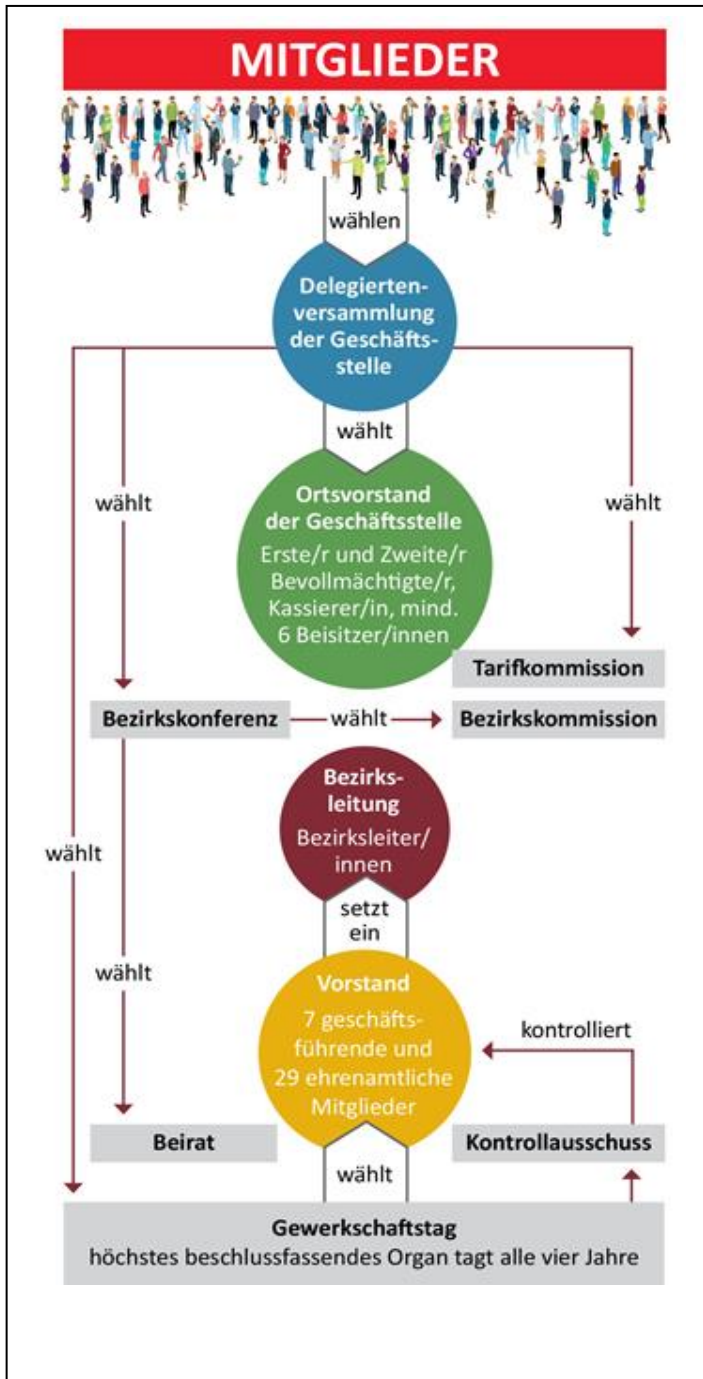 MITGLIEDER
wählen
Delegierten-
versammlung
der Geschäfts-
stelle
wählt
wählt
wählt
Ortsvorstand
der Geschäftsstelle
Erste/r und Zweite/r
Bevollmächtigte/r,
Kassierer/in, mind.
6 Beisitzer/innen
Tarifkommission
Bezirkskonferenz
wählt
Bezirkskommission
Bezirks-
leitung
Bezirksleiter/
innen
wählt
setzt
ein
wählt
Vorstand
7 geschäfts-
führende und
29 ehrenamtliche
Mitglieder
kontrolliert
Beirat
Kontrollausschuss
wählt
Gewerkschaftstag
höchstes beschlussfassendes Organ tagt alle vier Jahre